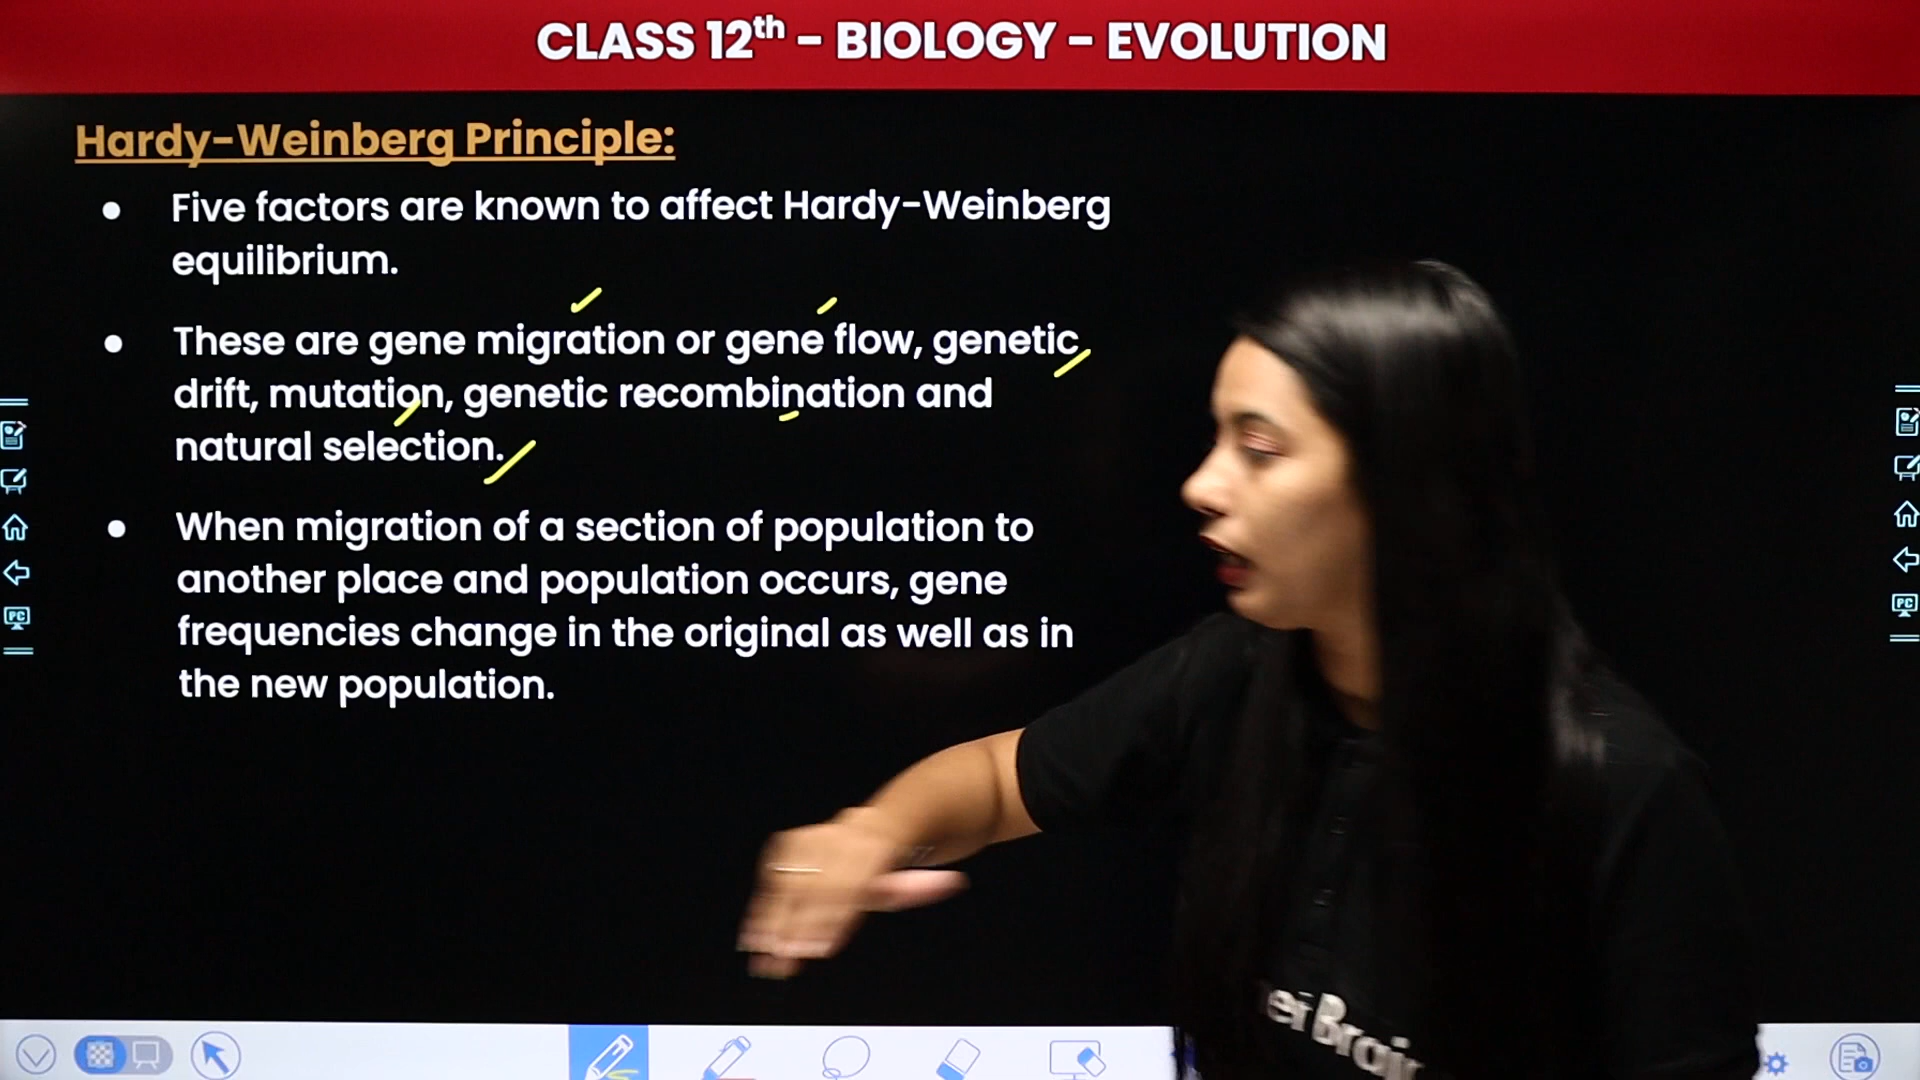 CLASS 12th - BIOLOGY - EVOLUTION
Hardy-Weinberg Principle:
• Five factors are known to affect Hardy-Weinberg
equilibrium.
• These are gene migration or gene flow, genetic
drift, mutation, genetic recombination and
natural selection.
• When migration of a section of population to
another place and population occurs, gene
frequencies change in the original as well as in
the new population.
PC
PC